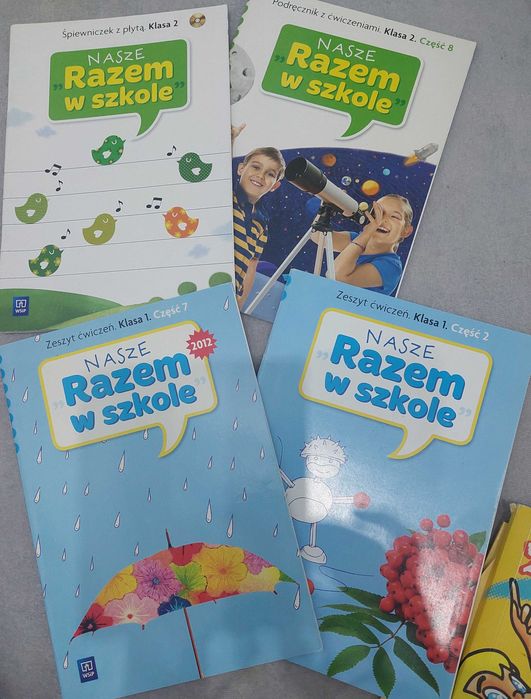 Śpiewniczek z płytą. Klasa 2
NASZE
„Razem
w szkole”
WSiP
Podręcznik z ćwiczeniami. Klasa 2. Część 8
NASZE
„Razem
w szkole”
Zeszyt ćwiczeń. Klasa 1. Część 7
NASZE
2012
„Razem
w szkole”
WSiP
Zeszyt ćwiczeń. Klasa 1. Część 2
NASZE
„Razem
w szkole”